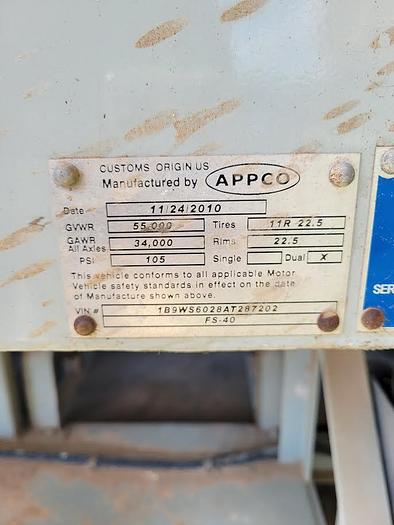 CUSTOMS ORIGIN US
Manufactured by APPCO
Date 11/24/2010
GVWR 55,000 Tires 11R 22.5
GAWR All Axles 34,000 Rims 22.5
PSI 105 Single Dual X
This vehicle conforms to all applicable Motor
Vehicle safety standards in effect on the date
of Manufacture shown above.
VIN # 1B9WS6028AT287202
FS-40
SER